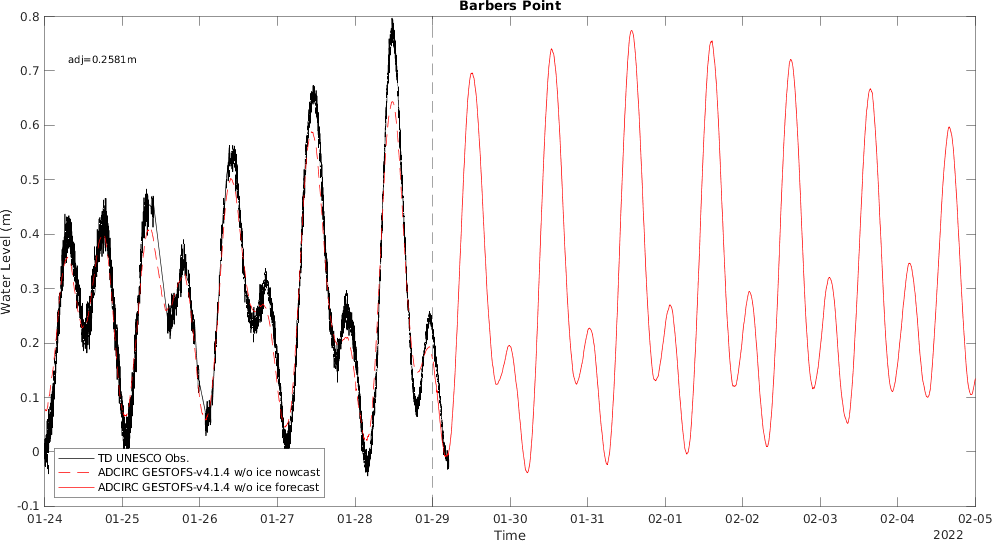 Barbers Point
adj=0.2581m
Water Level (m)
0.8
0.7
0.6
0.5
0.4
0.3
0.2
0.1
0
-0.1
TD UNESCO Obs.
ADCIRC GESTOFS-v4.1.4 w/o ice nowcast
ADCIRC GESTOFS-v4.1.4 w/o ice forecast
01-24 01-25 01-26 01-27 01-28 01-29 01-30 01-31 02-01 02-02 02-03 02-04 02-05
Time
2022